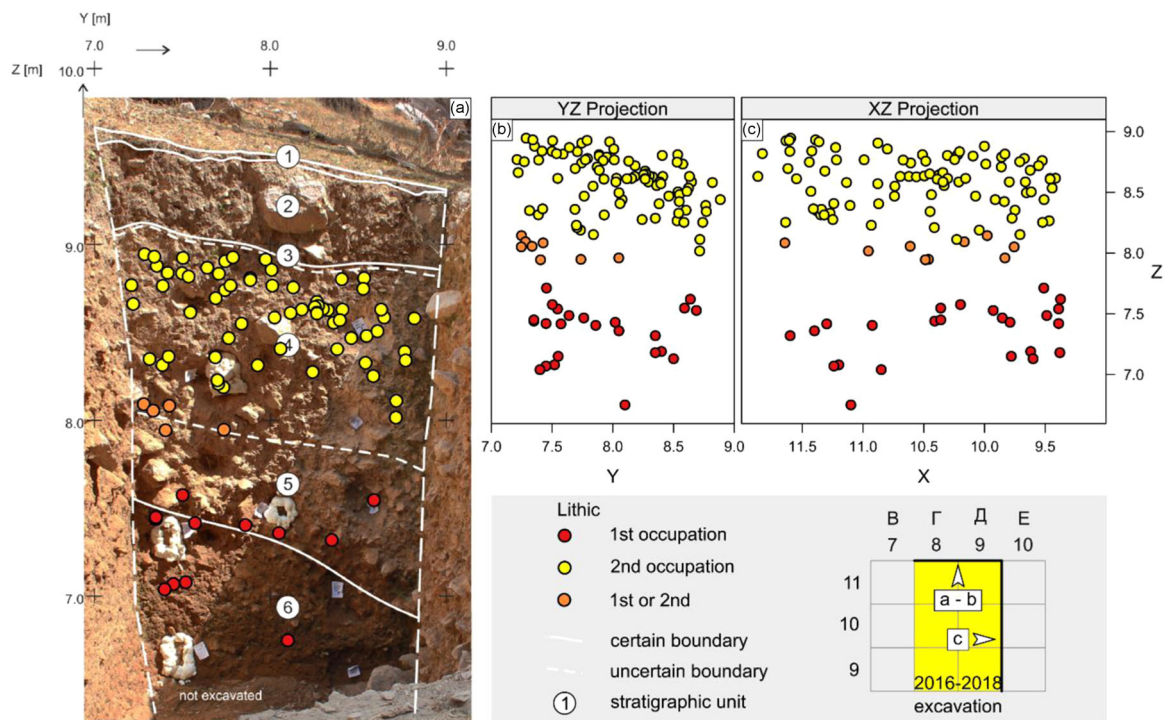 Y [m]
7.0
8.0
9.0
Z [m]
10.0
9.0
8.0
7.0
(a)
1
2
3
4
5
6
not excavated
YZ Projection
(b)
7.0
7.5
8.0
8.5
9.0
Y
XZ Projection
(c)
11.5
11.0
10.5
10.0
9.5
X
9.0
8.5
8.0
7.5
7.0
Z
Lithic
1st occupation
2nd occupation
1st or 2nd
certain boundary
uncertain boundary
1 stratigraphic unit
В Г Д Е
7 8 9 10
11
10
9
a - b
c
2016-2018
excavation